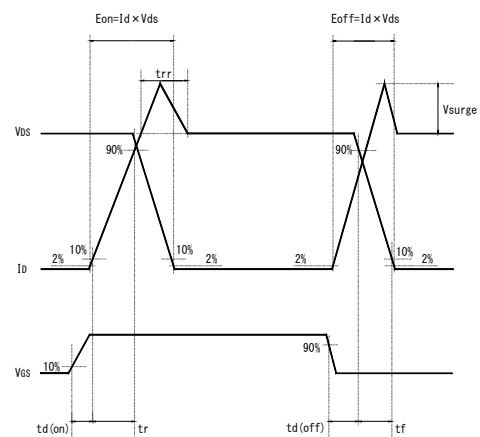 Eon=Id×Vds
Eoff=Id×Vds
trr
Vsurge
VDS
90%
90%
10%
10%
10%
2%
2%
2%
2%
ID
90%
10%
VGS
td(on)
tr
td(off)
tf